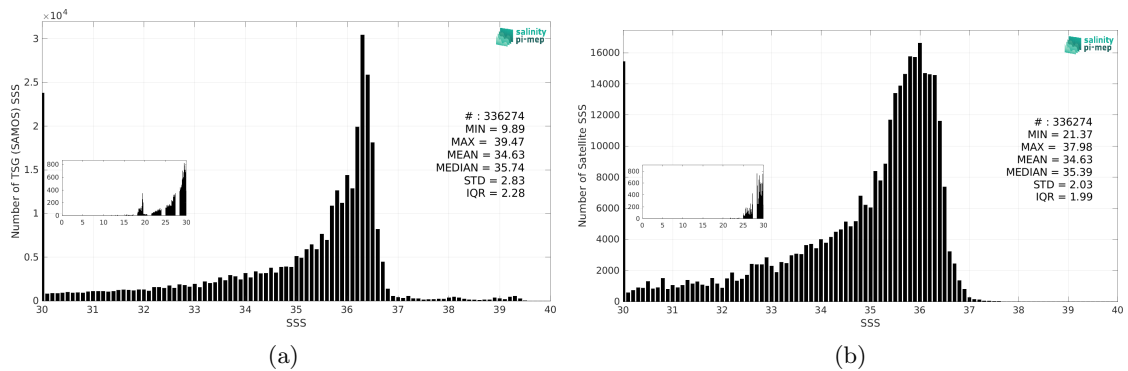 ×10⁴
3
2.5
2
1.5
1
0.5
0
Number of TSG (SAMOS) SSS
salinity
pi-mep
# : 336274
MIN = 9.89
MAX = 39.47
MEAN = 34.63
MEDIAN = 35.74
STD = 2.83
IQR = 2.28
800
600
400
200
0
0 5 10 15 20 25 30
30 31 32 33 34 35 36 37 38 39 40
SSS
(a)
16000
14000
12000
10000
8000
6000
4000
2000
0
Number of Satellite SSS
salinity
pi-mep
# : 336274
MIN = 21.37
MAX = 37.98
MEAN = 34.63
MEDIAN = 35.39
STD = 2.03
IQR = 1.99
800
600
400
200
0
0 5 10 15 20 25 30
30 31 32 33 34 35 36 37 38 39 40
SSS
(b)